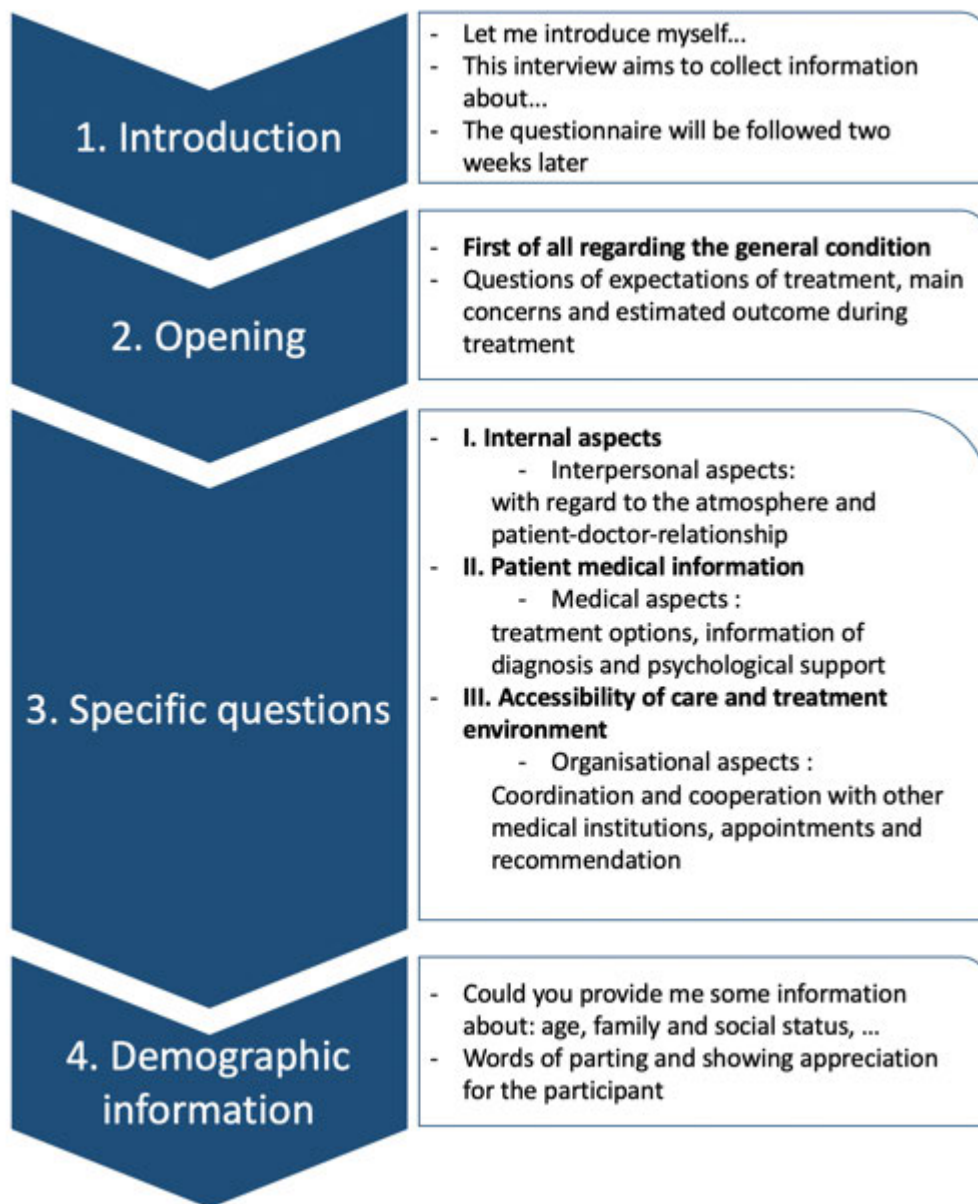 1. Introduction
- Let me introduce myself...
- This interview aims to collect information
about...
- The questionnaire will be followed two
weeks later
2. Opening
- First of all regarding the general condition
- Questions of expectations of treatment, main
concerns and estimated outcome during
treatment
3. Specific questions
- I. Internal aspects
- Interpersonal aspects:
with regard to the atmosphere and
patient-doctor-relationship
- II. Patient medical information
- Medical aspects :
treatment options, information of
diagnosis and psychological support
- III. Accessibility of care and treatment
environment
- Organisational aspects :
Coordination and cooperation with other
medical institutions, appointments and
recommendation
4. Demographic
information
- Could you provide me some information
about: age, family and social status, ...
- Words of parting and showing appreciation
for the participant